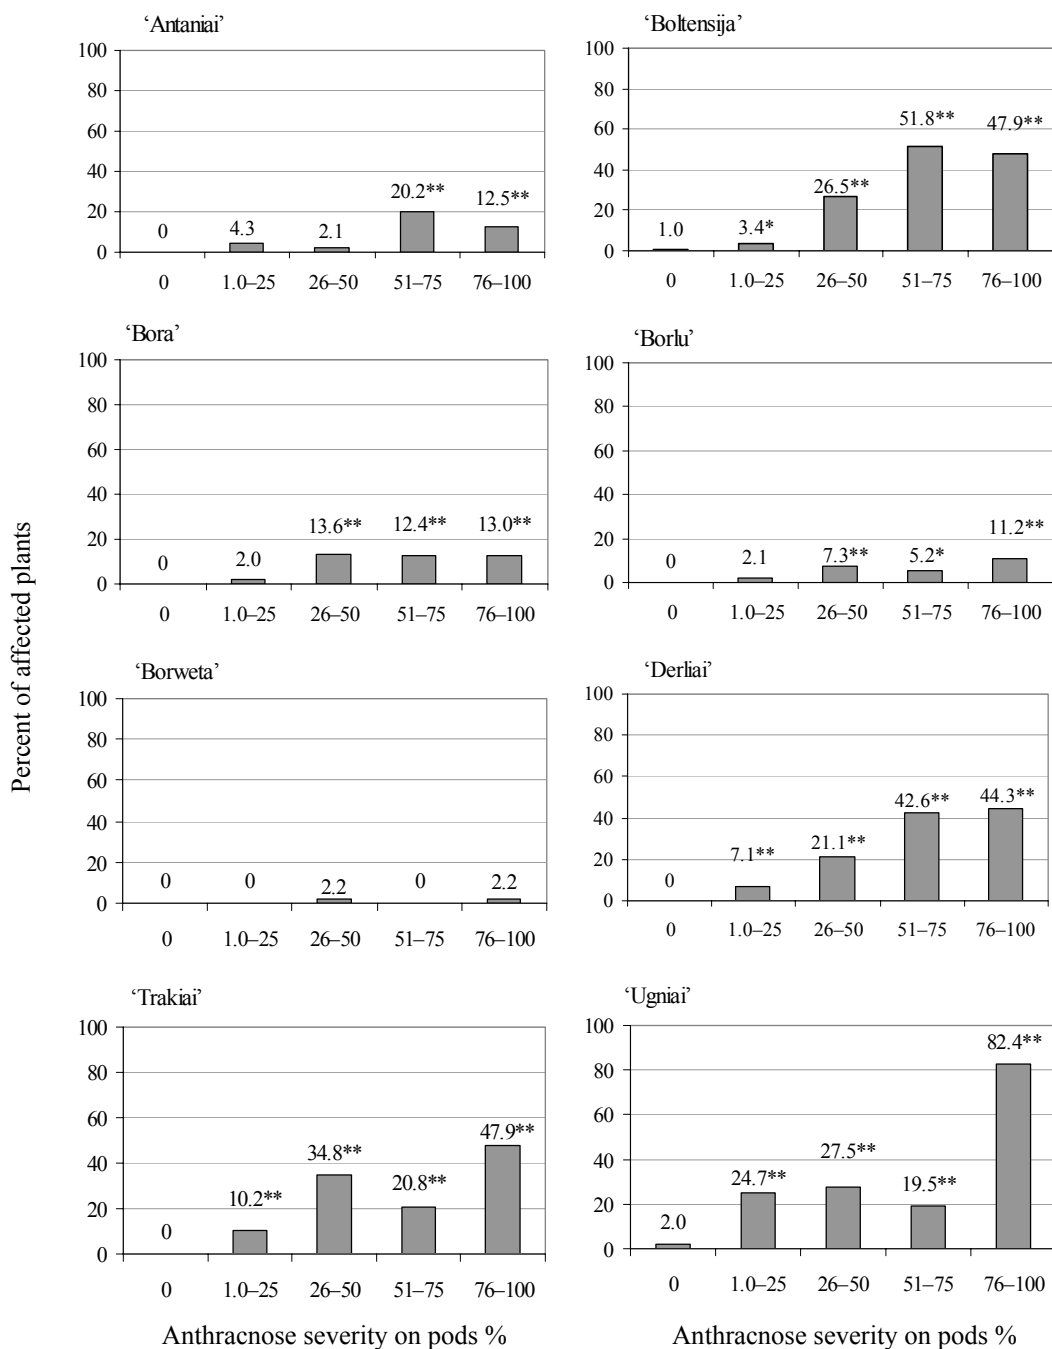 Percent of affected plants
‘Antaniai’
100
80
60
40
20
0
0 4.3 2.1 20.2** 12.5**
0 1.0–25 26–50 51–75 76–100
‘Boltensija’
100
80
60
40
20
0
1.0 3.4* 26.5** 51.8** 47.9**
0 1.0–25 26–50 51–75 76–100
‘Bora’
100
80
60
40
20
0
0 2.0 13.6** 12.4** 13.0**
0 1.0–25 26–50 51–75 76–100
‘Borlu’
100
80
60
40
20
0
0 2.1 7.3** 5.2* 11.2**
0 1.0–25 26–50 51–75 76–100
‘Borweta’
100
80
60
40
20
0
0 0 2.2 0 2.2
0 1.0–25 26–50 51–75 76–100
‘Derliai’
100
80
60
40
20
0
0 7.1** 21.1** 42.6** 44.3**
0 1.0–25 26–50 51–75 76–100
‘Trakiai’
100
80
60
40
20
0
0 10.2** 34.8** 20.8** 47.9**
0 1.0–25 26–50 51–75 76–100
Anthracnose severity on pods %
‘Ugniai’
100
80
60
40
20
0
2.0 24.7** 27.5** 19.5** 82.4**
0 1.0–25 26–50 51–75 76–100
Anthracnose severity on pods %